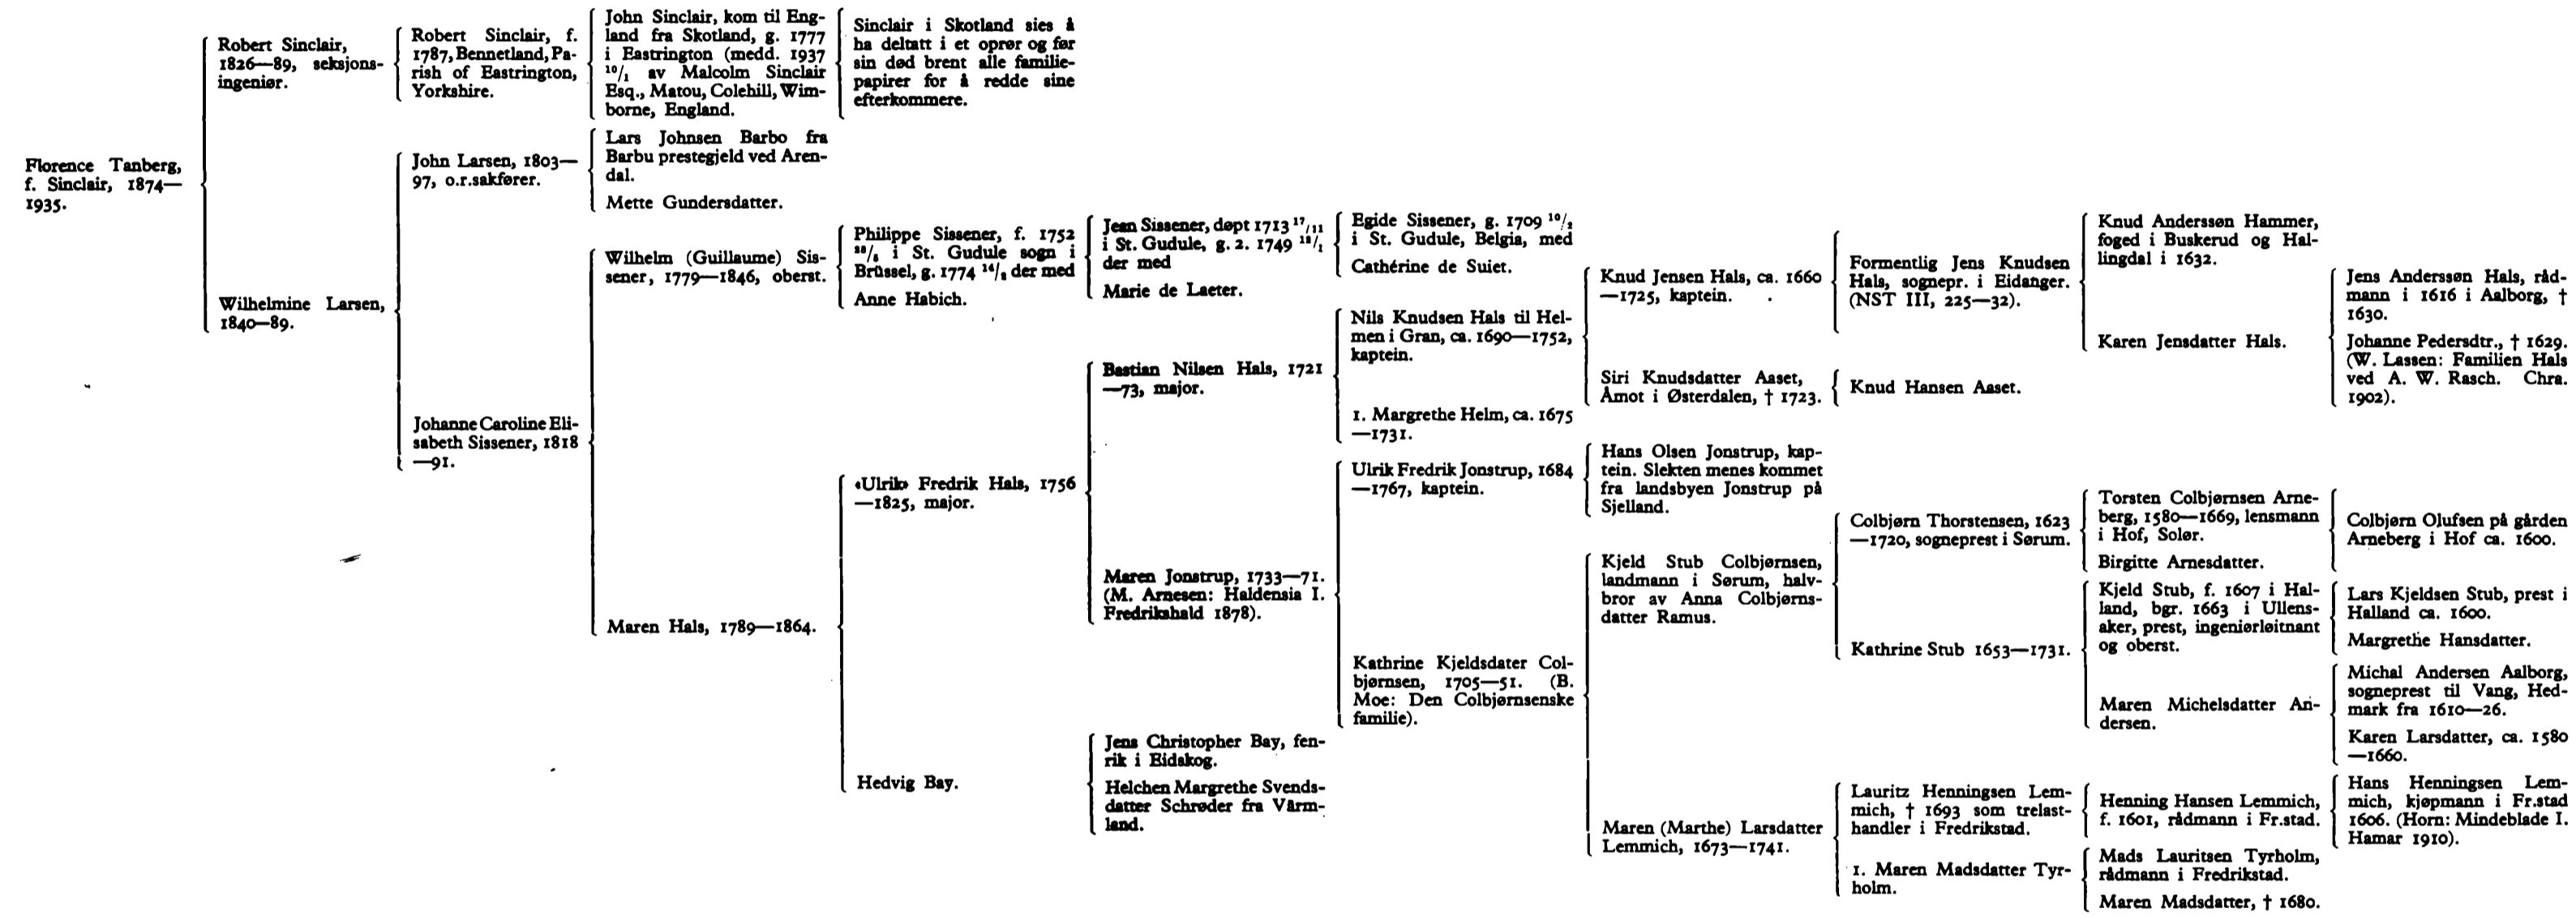 Florence Tanberg,
f. Sinclair, 1874—
1935.
Robert Sinclair,
1826—89, seksjons-
ingeniør.
Wilhelmine Larsen,
1840—89.
Robert Sinclair, f.
1787, Bennetland, Pa-
rish of Eastrington,
Yorkshire.
John Larsen, 1803—
97, o.r.sakfører.
Johanne Caroline Eli-
sabeth Sissener, 1818
—91.
John Sinclair, kom til Eng-
land fra Skotland, g. 1777
i Eastrington (medd. 1937
10/1 av Malcolm Sinclair
Esq., Matou, Colehill, Wim-
borne, England.
Lars Johnsen Barbo fra
Barbu prestegjeld ved Aren-
dal.
Mette Gundersdatter.
Wilhelm (Guillaume) Sis-
sener, 1779—1846, oberst.
Maren Hals, 1789—1864.
Sinclair i Skotland sies å
ha deltatt i et oprør og før
sin død brent alle familie-
papirer for å redde sine
efterkommere.
Philippe Sissener, f. 1752
i St. Gudule sogn i
Brüssel, g. 1774 der med
Anne Habich.
«Ulrik» Fredrik Hals, 1756
—1825, major.
Hedvig Bay.
Jean Sissener, døpt 1713 17/11
i St. Gudule, g. 2. 1749
der med
Marie de Laeter.
Bastian Nilsen Hals, 1721
—73, major.
Maren Jonstrup, 1733—71.
(M. Arnesen: Haldensia I.
Fredrikshald 1878).
Jens Christopher Bay, fen-
rik i Eidskog.
Helchen Margrethe Svends-
datter Schrøder fra Värm-
land.
Egide Sissener, g. 1709
i St. Gudule, Belgia, med
Cathérine de Suiet.
Nils Knudsen Hals til Hel-
men i Gran, ca. 1690—1752,
kaptein.
1. Margrethe Helm, ca. 1675
—1731.
Ulrik Fredrik Jonstrup, 1684
—1767, kaptein.
Kathrine Kjeldsdater Col-
bjørnsen, 1705—51. (B.
Moe: Den Colbjørnsenske
familie).
Knud Jensen Hals, ca. 1660
—1725, kaptein.
Siri Knudsdatter Aaset,
Åmot i Østerdalen, † 1723.
Hans Olsen Jonstrup, kap-
tein. Slekten menes kommet
fra landsbyen Jonstrup på
Sjelland.
Kjeld Stub Colbjørnsen,
landmann i Sørum, halv-
bror av Anna Colbjørns-
datter Ramus.
Maren (Marthe) Larsdatter
Lemmich, 1673—1741.
Formentlig Jens Knudsen
Hals, sognepr. i Eidanger.
(NST III, 225—32).
Knud Hansen Aaset.
Colbjørn Thorstensen, 1623
—1720, sogneprest i Sørum.
Kathrine Stub 1653—1731.
Lauritz Henningsen Lem-
mich, † 1693 som trelast-
handler i Fredrikstad.
1. Maren Madsdatter Tyr-
holm.
Knud Anderssøn Hammer,
foged i Buskerud og Hal-
lingdal i 1632.
Karen Jensdatter Hals.
Torsten Colbjørnsen Arne-
berg, 1580—1669, lensmann
i Hof, Solør.
Birgitte Arnesdatter.
Kjeld Stub, f. 1607 i Hal-
land, bgr. 1663 i Ullens-
aker, prest, ingeniørløitnant
og oberst.
Maren Michelsdatter An-
dersen.
Henning Hansen Lemmich,
f. 1601, rådmann i Fr.stad.
Mads Lauritsen Tyrholm,
rådmann i Fredrikstad.
Maren Madsdatter, † 1680.
Jens Anderssøn Hals, råd-
mann i 1616 i Aalborg, †
1630.
Johanne Pedersdtr., † 1629.
(W. Lassen: Familien Hals
ved A. W. Rasch. Chra.
1902).
Colbjørn Olufsen på gården
Arneberg i Hof ca. 1600.
Lars Kjeldsen Stub, prest i
Halland ca. 1600.
Margrethe Hansdatter.
Michal Andersen Aalborg,
sogneprest til Vang, Hed-
mark fra 1610—26.
Karen Larsdatter, ca. 1580
—1660.
Hans Henningsen Lem-
mich, kjøpmann i Fr.stad
1606. (Horn: Mindeblade I.
Hamar 1910).